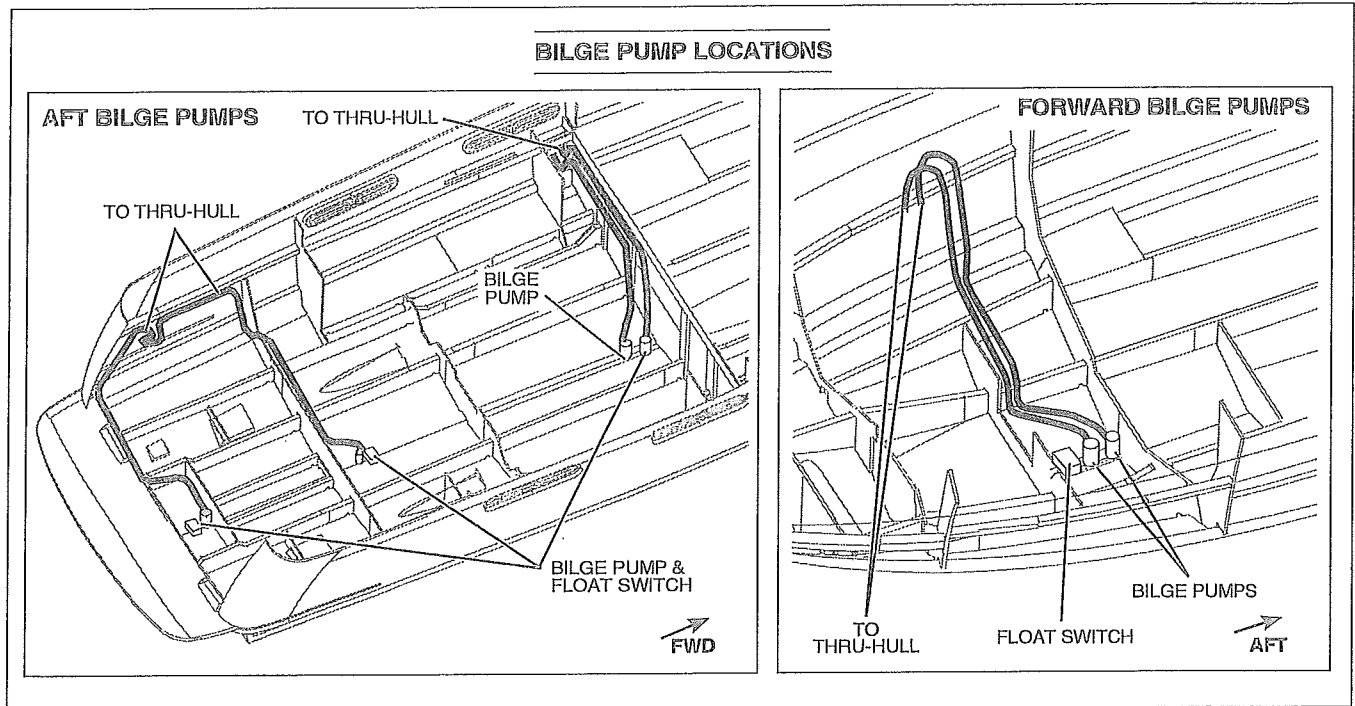 BILGE PUMP LOCATIONS
AFT BILGE PUMPS
TO THRU-HULL
TO THRU-HULL
BILGE
PUMP
BILGE PUMP &
FLOAT SWITCH
FWD
FORWARD BILGE PUMPS
BILGE PUMPS
FLOAT SWITCH
TO
THRU-HULL
AFT